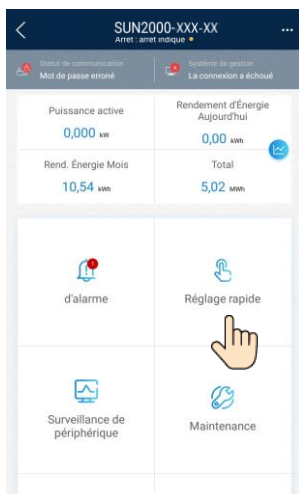 SUN2000-XXX-XX
Arret : arret indique
...
Statut de communication
Mot de passe erroné
Système de gestion
La connexion a échoué
Puissance active
0,000 kW
Rendement d'Énergie
Aujourd'hui
0,00 kWh
Rend. Énergie Mois
10,54 kWh
Total
5,02 MWh
d'alarme
Réglage rapide
Surveillance de
périphérique
Maintenance